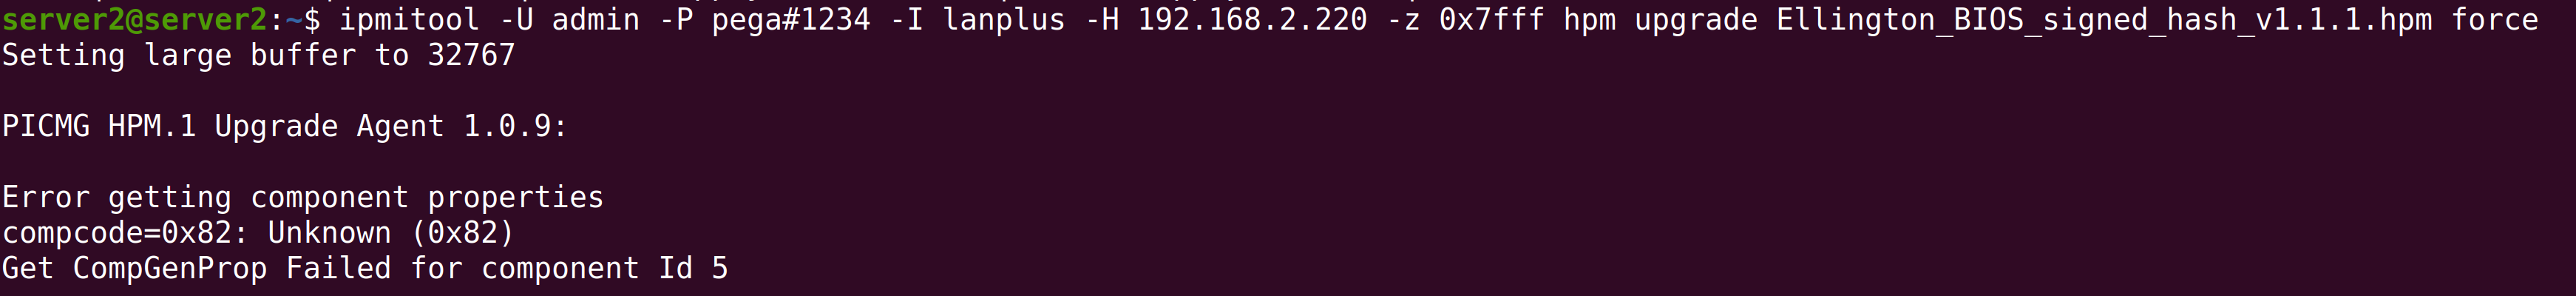 server2@server2:~$ ipmitool -U admin -P pega#1234 -I lanplus -H 192.168.2.220 -z 0x7fff hpm upgrade Ellington_BIOS_signed_hash_v1.1.1.hpm force
Setting large buffer to 32767
PICMG HPM.1 Upgrade Agent 1.0.9:
Error getting component properties
compcode=0x82: Unknown (0x82)
Get CompGenProp Failed for component Id 5